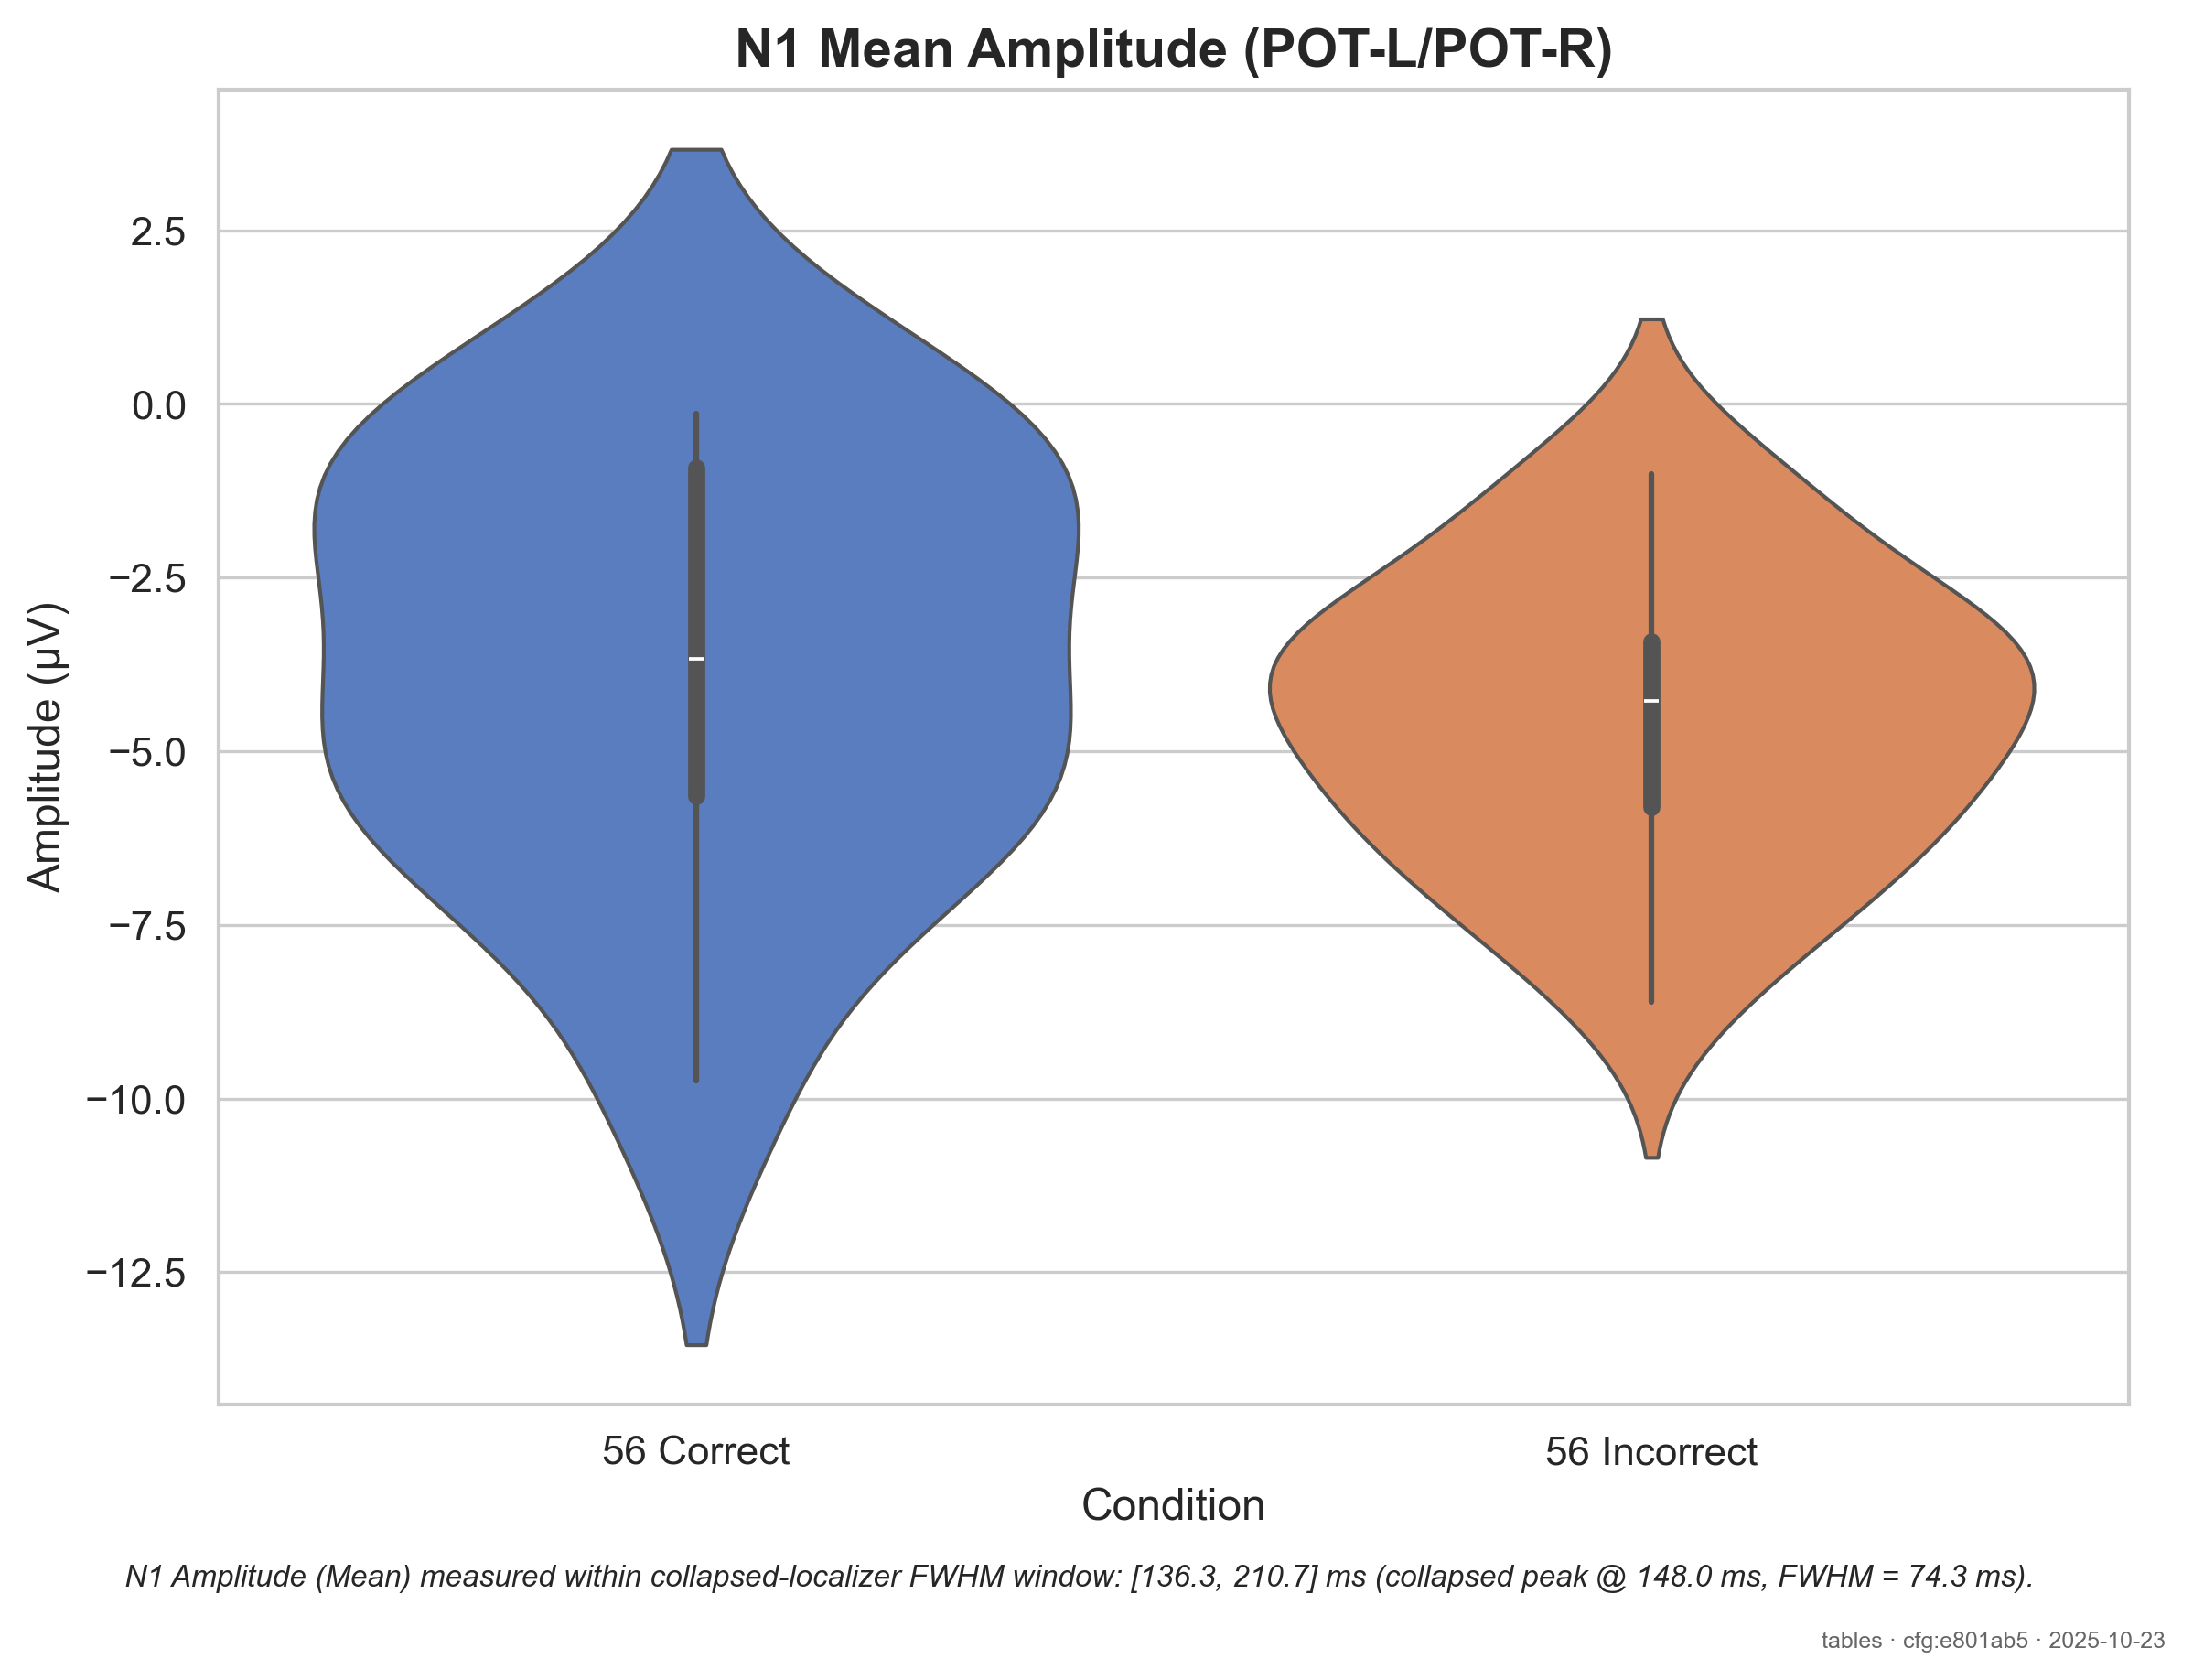 N1 Mean Amplitude (POT-L/POT-R)
Amplitude (µV)
2.5
0.0
−2.5
−5.0
−7.5
−10.0
−12.5
56 Correct
56 Incorrect
Condition
N1 Amplitude (Mean) measured within collapsed-localizer FWHM window: [136.3, 210.7] ms (collapsed peak @ 148.0 ms, FWHM = 74.3 ms).
tables · cfg:e801ab5 · 2025-10-23